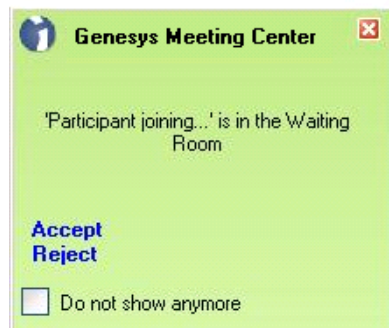 Genesys Meeting Center
'Participant joining...' is in the Waiting
Room
Accept
Reject
Do not show anymore